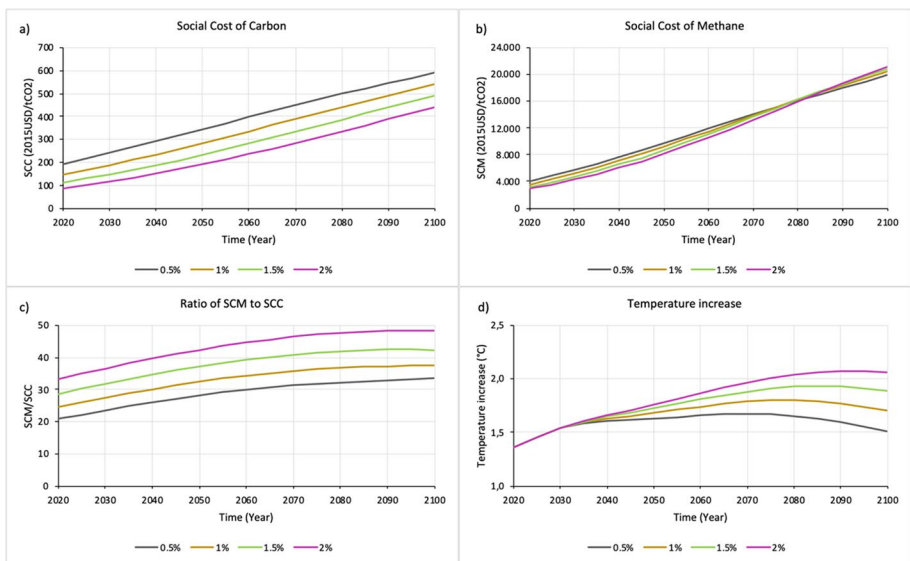 a) Social Cost of Carbon
SCC (2015USD/tCO2)
700
600
500
400
300
200
100
0
2020 2030 2040 2050 2060 2070 2080 2090 2100
Time (Year)
0.5% 1% 1.5% 2%
b) Social Cost of Methane
SCM (2015USD/tCO2)
24.000
20.000
16.000
12.000
8.000
4.000
0
2020 2030 2040 2050 2060 2070 2080 2090 2100
Time (Year)
0.5% 1% 1.5% 2%
c) Ratio of SCM to SCC
SCM/SCC
50
40
30
20
10
0
2020 2030 2040 2050 2060 2070 2080 2090 2100
Time (Year)
0.5% 1% 1.5% 2%
d) Temperature increase
Temperature increase (°C)
2,5
2,0
1,5
1,0
2020 2030 2040 2050 2060 2070 2080 2090 2100
Time (Year)
0.5% 1% 1.5% 2%